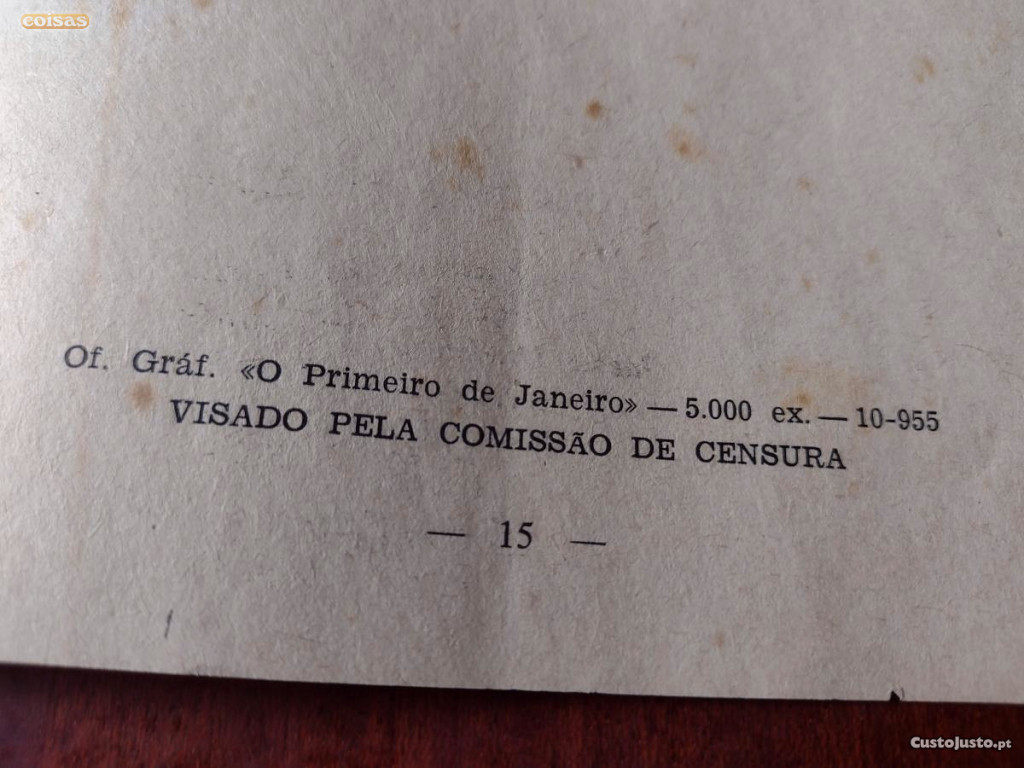 coisas
Of. Gráf. «O Primeiro de Janeiro» — 5.000 ex. — 10-955
VISADO PELA COMISSÃO DE CENSURA
— 15 —
CustoJusto.pt